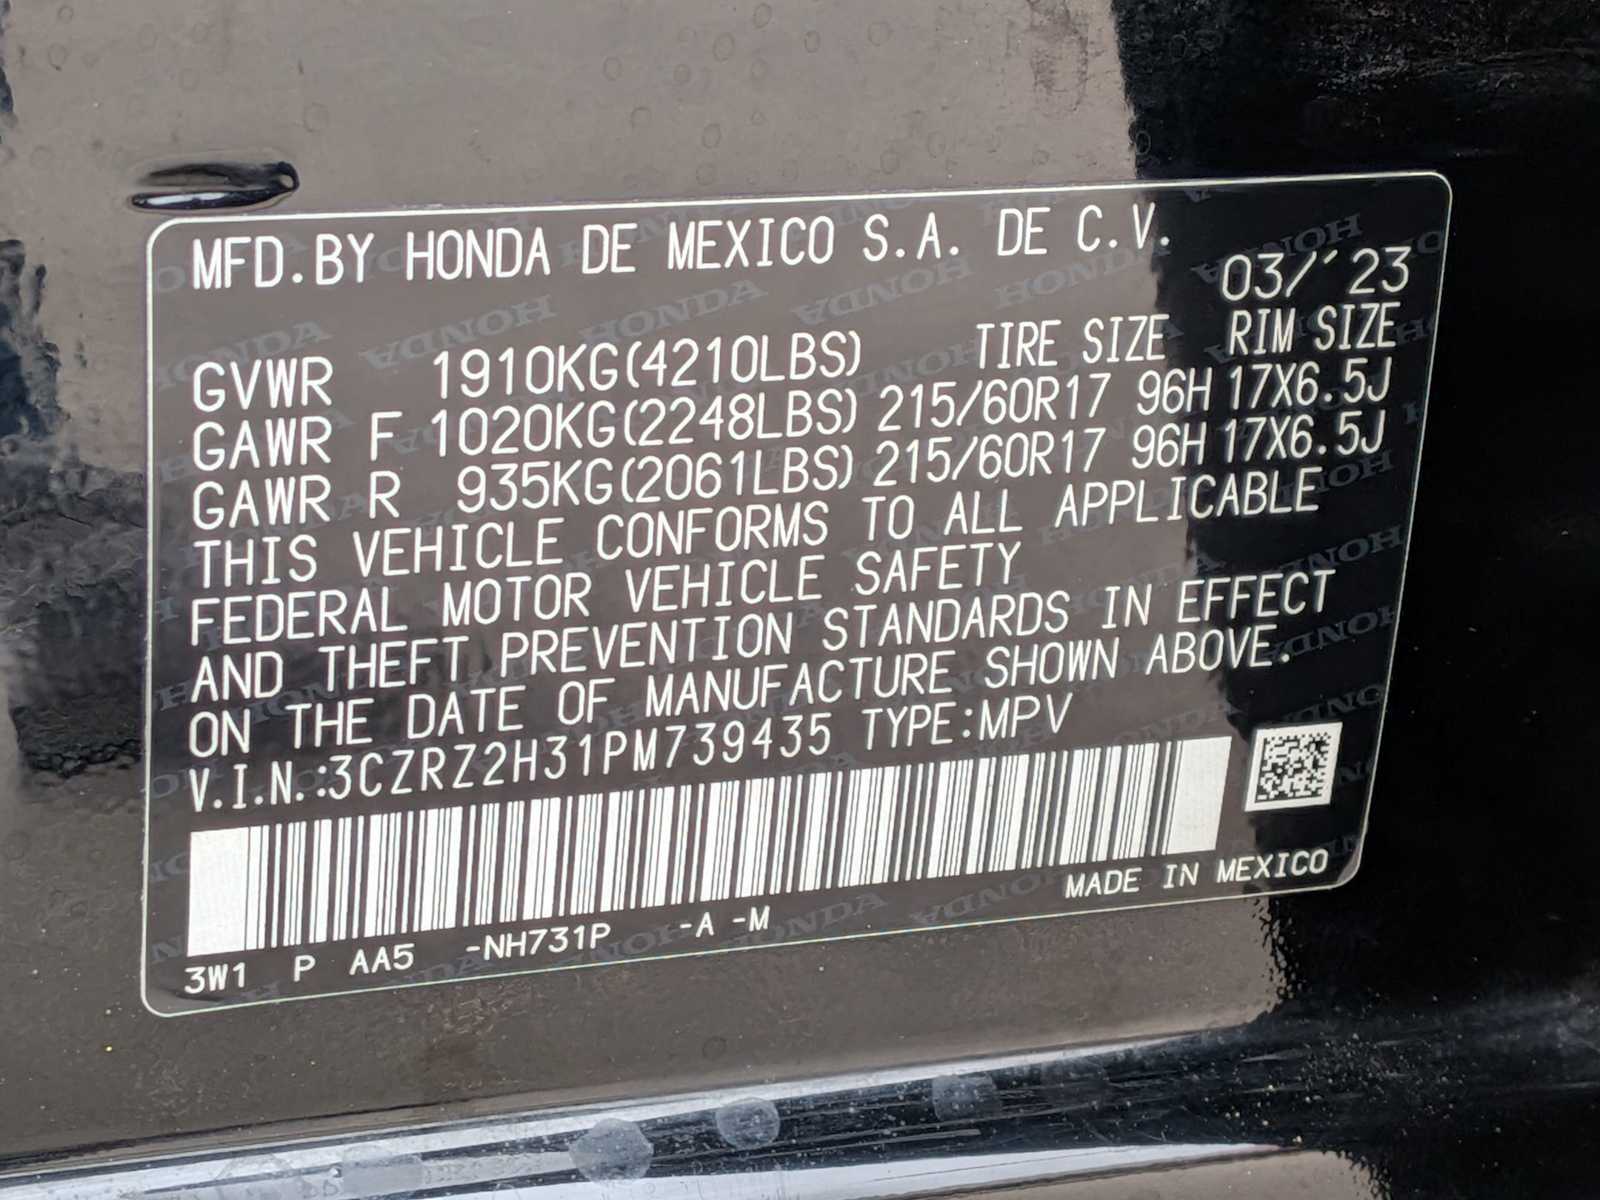 MFD.BY HONDA DE MEXICO S.A. DE C.V.
03/'23
TIRE SIZE RIM SIZE
GVWR 1910KG(4210LBS)
GAWR F 1020KG(2248LBS) 215/60R17 96H 17X6.5J
GAWR R 935KG(2061LBS) 215/60R17 96H 17X6.5J
THIS VEHICLE CONFORMS TO ALL APPLICABLE
FEDERAL MOTOR VEHICLE SAFETY
AND THEFT PREVENTION STANDARDS IN EFFECT
ON THE DATE OF MANUFACTURE SHOWN ABOVE.
V.I.N.:3CZRZ2H31PM739435 TYPE:MPV
MADE IN MEXICO
3W1 P AA5 -NH731P -A -M